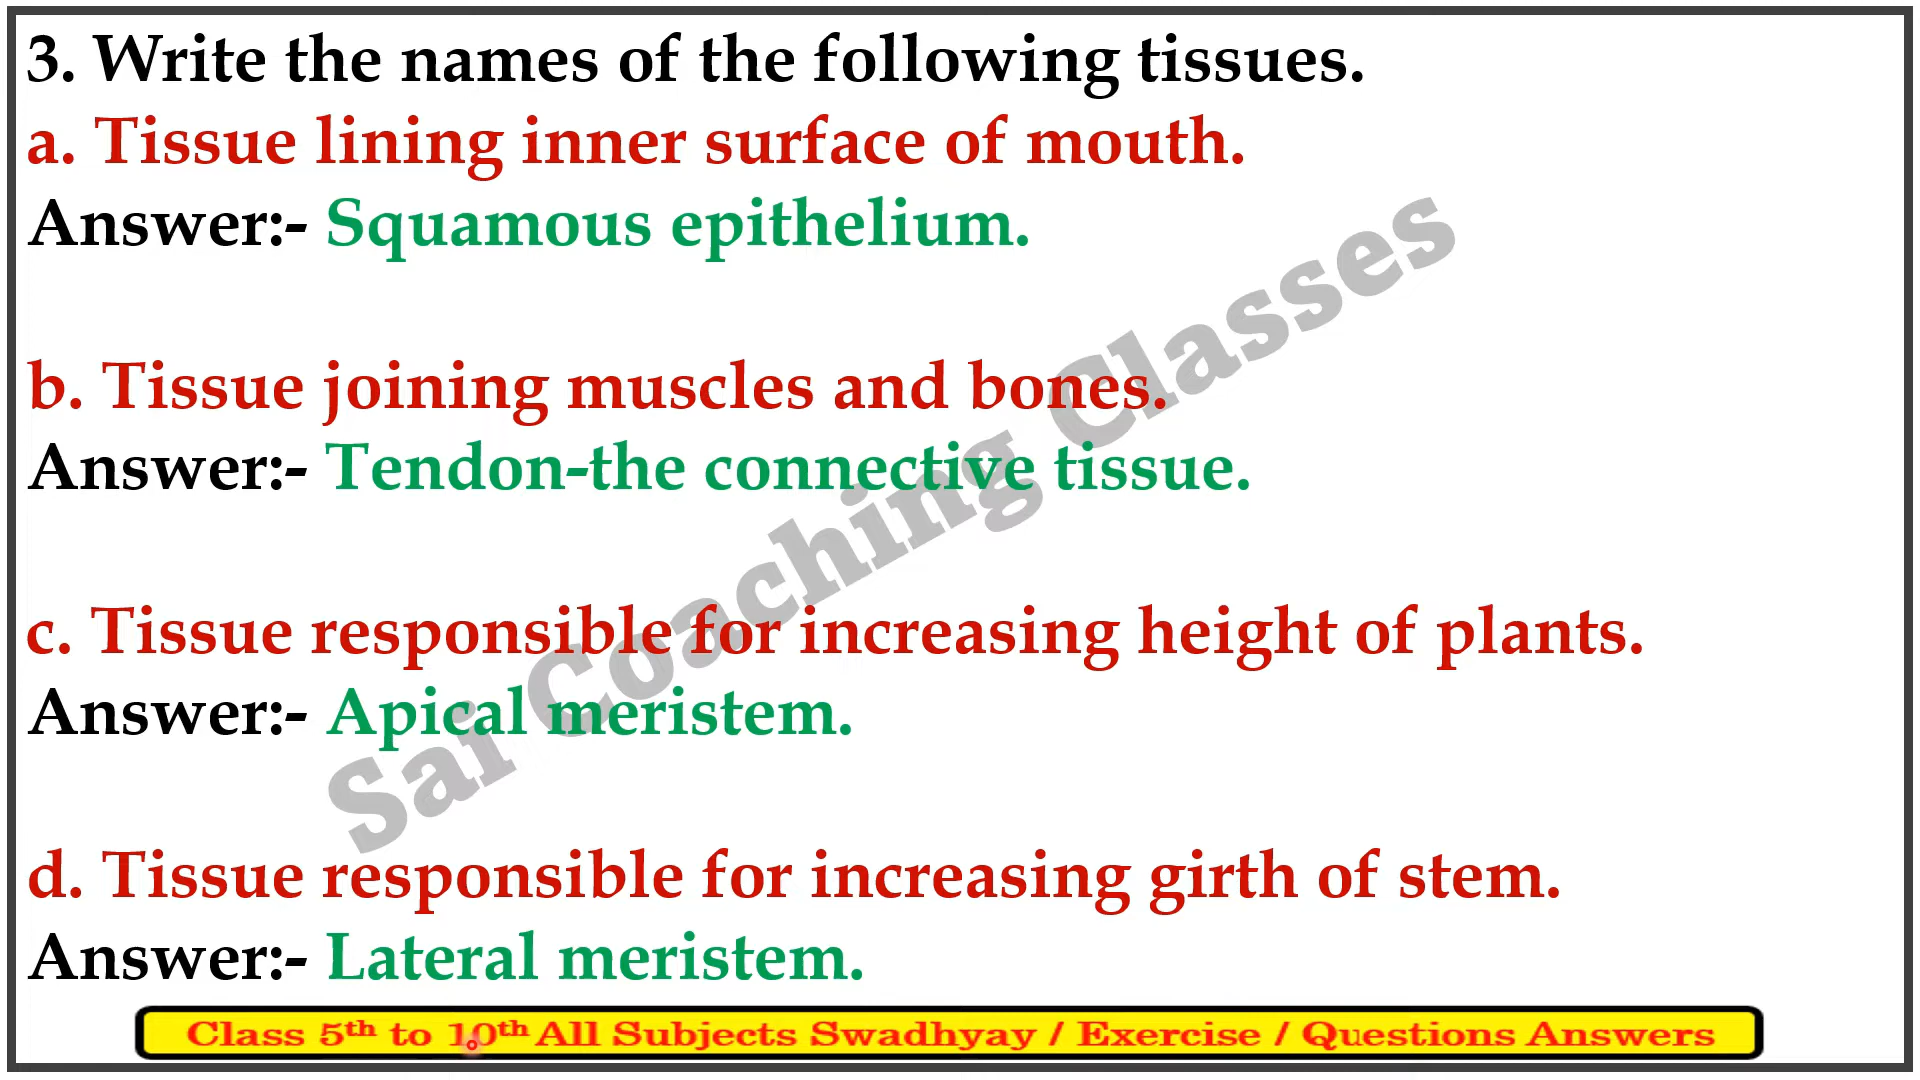 3. Write the names of the following tissues.
a. Tissue lining inner surface of mouth.
Answer:- Squamous epithelium.
b. Tissue joining muscles and bones.
Answer:- Tendon-the connective tissue.
c. Tissue responsible for increasing height of plants.
Answer:- Apical meristem.
d. Tissue responsible for increasing girth of stem.
Answer:- Lateral meristem.
Sai Coaching Classes
Class 5th to 10th All Subjects Swadhyay / Exercise / Questions Answers